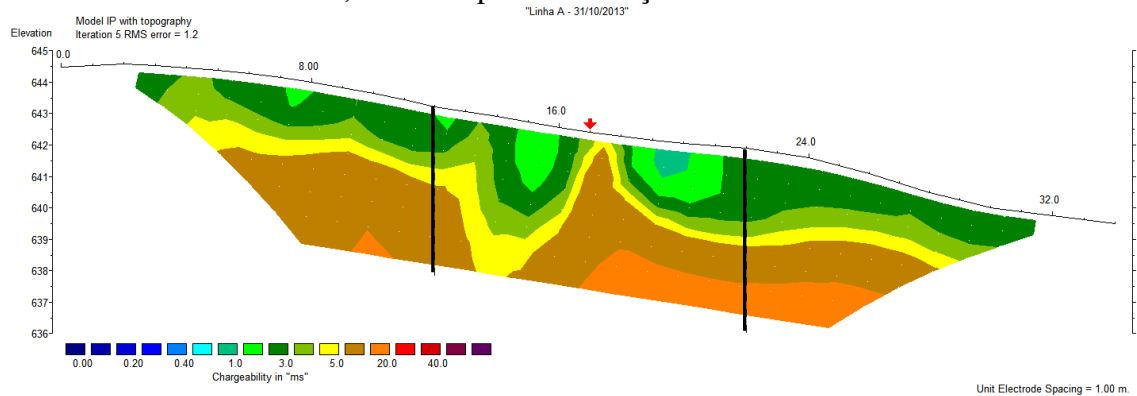 "Linha A - 31/10/2013"
Model IP with topography
Iteration 5 RMS error = 1.2
Elevation
645
644
643
642
641
640
639
638
637
636
0.0
8.00
16.0
24.0
32.0
0.00 0.20 0.40 1.0 3.0 5.0 20.0 40.0
Chargeability in "ms"
Unit Electrode Spacing = 1.00 m.